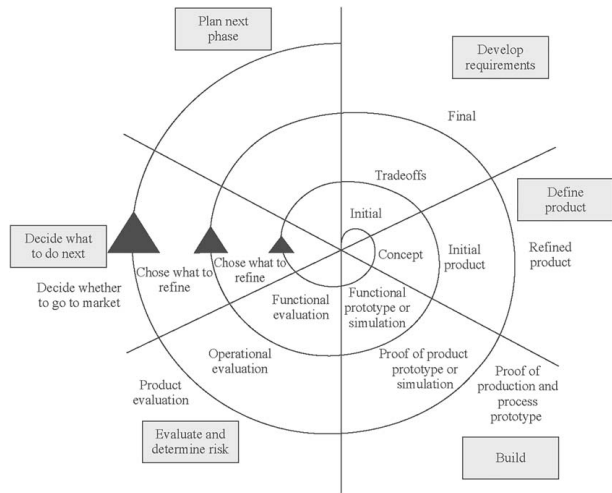 Plan next
phase
Develop
requirements
Final
Tradeoffs
Initial
Define
product
Decide what
to do next
Concept
Initial
product
Refined
product
Chose what to
refine
Chose what to
refine
Decide whether
to go to market
Functional
evaluation
Functional
prototype or
simulation
Operational
evaluation
Proof of product
prototype or
simulation
Proof of
production and
process
prototype
Product
evaluation
Evaluate and
determine risk
Build